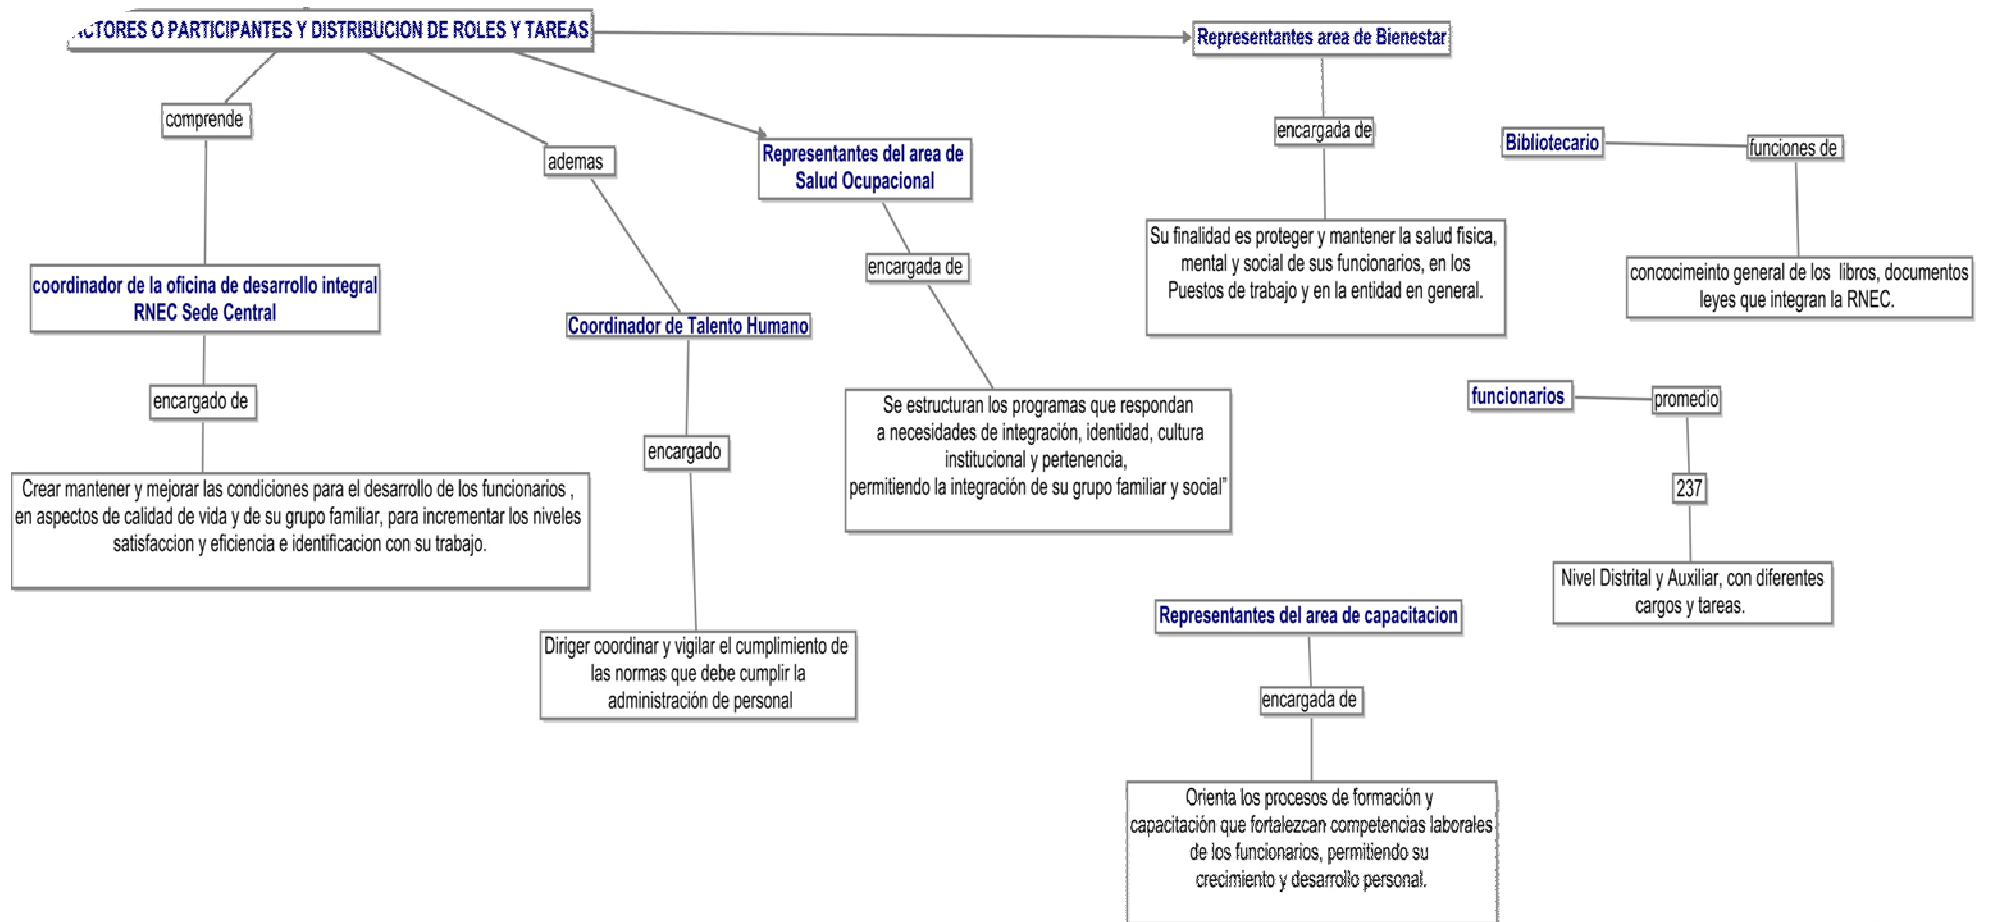 ACTORES O PARTICIPANTES Y DISTRIBUCION DE ROLES Y TAREAS
comprende
coordinador de la oficina de desarrollo integral
RNEC Sede Central
encargado de
Crear mantener y mejorar las condiciones para el desarrollo de los funcionarios ,
en aspectos de calidad de vida y de su grupo familiar, para incrementar los niveles
satisfaccion y eficiencia e identificacion con su trabajo.
ademas
Coordinador de Talento Humano
encargado
Diriger coordinar y vigilar el cumplimiento de
las normas que debe cumplir la
administración de personal
Representantes del area de
Salud Ocupacional
encargada de
Se estructuran los programas que respondan
a necesidades de integración, identidad, cultura
institucional y pertenencia,
permitiendo la integración de su grupo familiar y social”
Representantes area de Bienestar
encargada de
Su finalidad es proteger y mantener la salud física,
mental y social de sus funcionarios, en los
Puestos de trabajo y en la entidad en general.
Bibliotecario
funciones de
concocimeinto general de los libros, documentos
leyes que integran la RNEC.
funcionarios
promedio
237
Nivel Distrital y Auxiliar, con diferentes
cargos y tareas.
Representantes del area de capacitacion
encargada de
Orienta los procesos de formación y
capacitación que fortalezcan competencias laborales
de los funcionarios, permitiendo su
crecimiento y desarrollo personal.